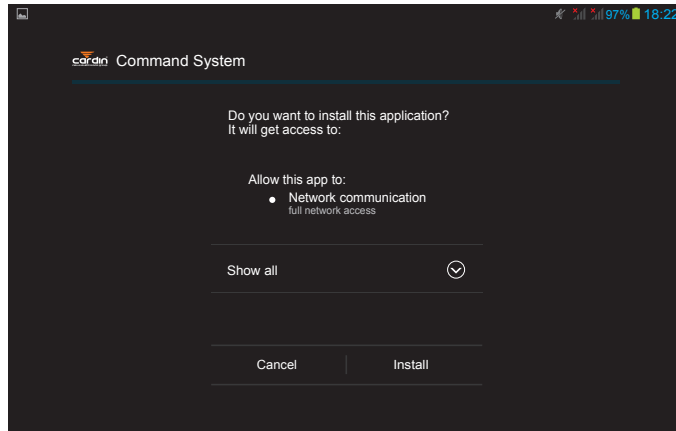 97% 18:22
cardin Command System
Do you want to install this application?
It will get access to:
Allow this app to:
● Network communication
full network access
Show all
Cancel Install